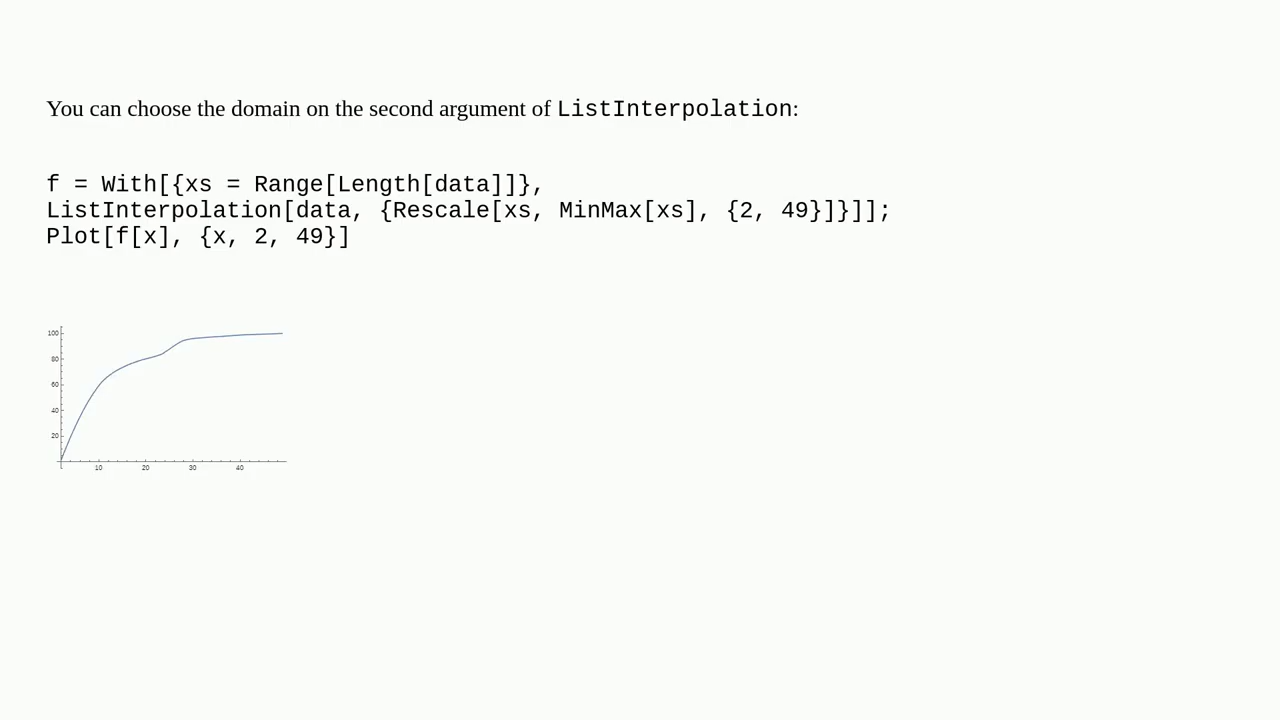 You can choose the domain on the second argument of ListInterpolation:
f = With[{xs = Range[Length[data]]},
ListInterpolation[data, {Rescale[xs, MinMax[xs], {2, 49}]}]];
Plot[f[x], {x, 2, 49}]
100
80
60
40
20
10 20 30 40